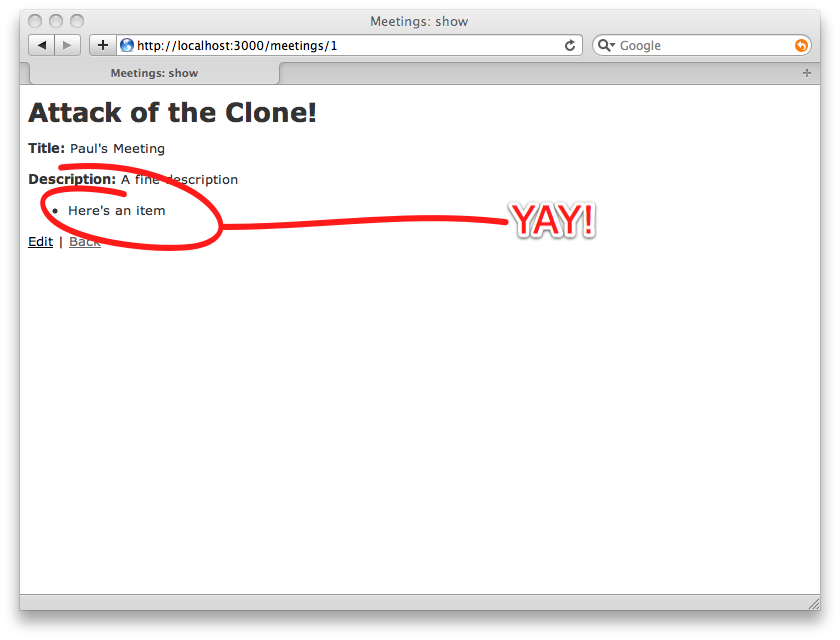 Meetings: show
http://localhost:3000/meetings/1
Google
Meetings: show
Attack of the Clone!
Title: Paul's Meeting
Description: A fine description
• Here's an item
YAY!
Edit | Back